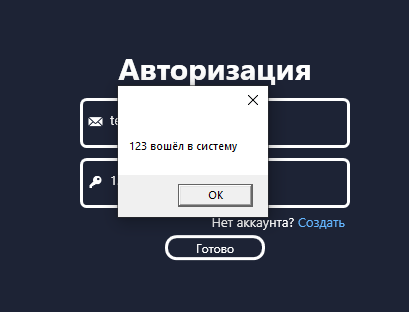 Авторизация
123 вошёл в систему
OK
Нет аккаунта? Создать
Готово